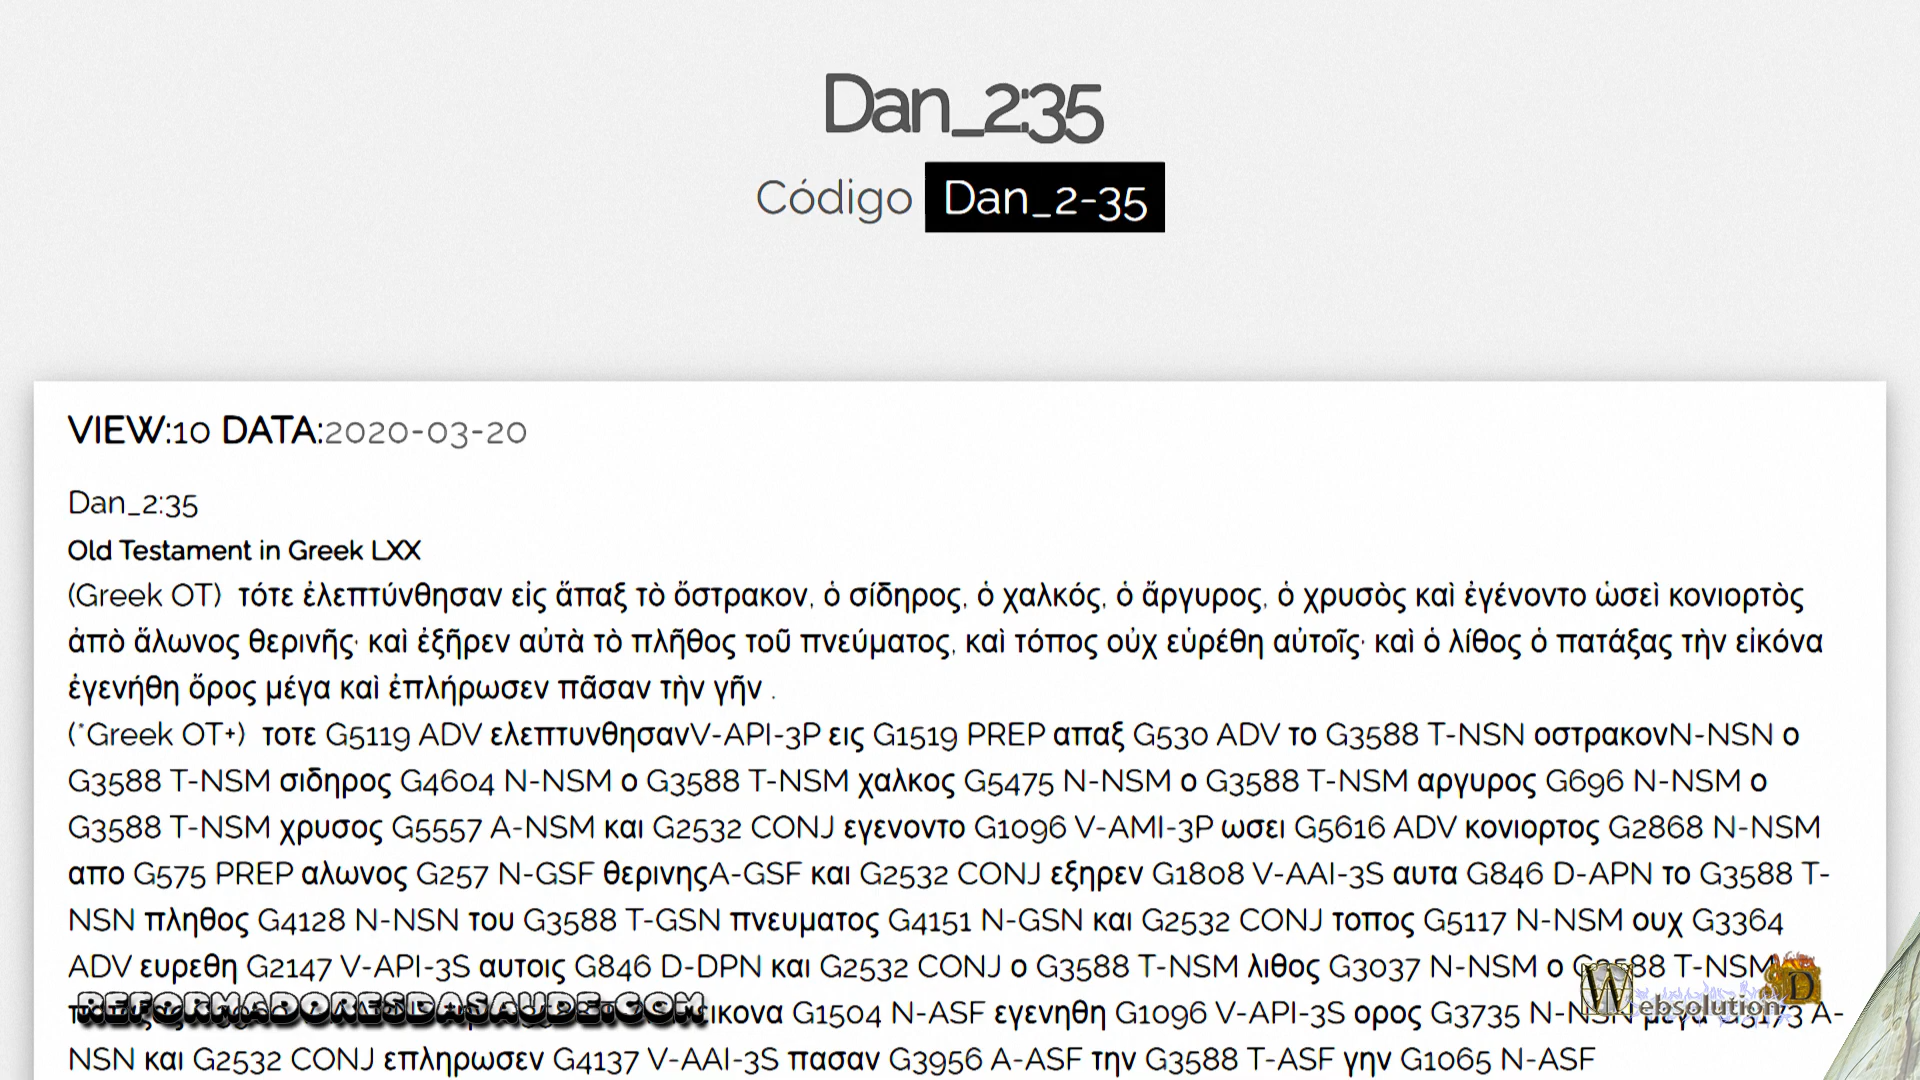 Dan_2:35
Código Dan_2-35
VIEW:10 DATA:2020-03-20
Dan_2:35
Old Testament in Greek LXX
(Greek OT) τότε ἐλεπτύνθησαν εἰς ἅπαξ τὸ ὄστρακον, ὁ σίδηρος, ὁ χαλκός, ὁ ἄργυρος, ὁ χρυσὸς καὶ ἐγένοντο ὡσεὶ κονιορτὸς
ἀπὸ ἅλωνος θερινῆς· καὶ ἐξῆρεν αὐτὰ τὸ πλῆθος τοῦ πνεύματος, καὶ τόπος οὐχ εὑρέθη αὐτοῖς· καὶ ὁ λίθος ὁ πατάξας τὴν εἰκόνα
ἐγενήθη ὄρος μέγα καὶ ἐπλήρωσεν πᾶσαν τὴν γῆν .
(*Greek OT+) τοτε G5119 ADV ελεπτυνθησανV-API-3P εις G1519 PREP απαξ G530 ADV το G3588 T-NSN οστρακονN-NSN ο
G3588 T-NSM σιδηρος G4604 N-NSM ο G3588 T-NSM χαλκος G5475 N-NSM ο G3588 T-NSM αργυρος G696 N-NSM ο
G3588 T-NSM χρυσος G5557 A-NSM και G2532 CONJ εγενοντο G1096 V-AMI-3P ωσει G5616 ADV κονιορτος G2868 N-NSM
απο G575 PREP αλωνος G257 N-GSF θερινηςA-GSF και G2532 CONJ εξηρεν G1808 V-AAI-3S αυτα G846 D-APN το G3588 T-
NSN πληθος G4128 N-NSN του G3588 T-GSN πνευματος G4151 N-GSN και G2532 CONJ τοπος G5117 N-NSM ουχ G3364
ADV ευρεθη G2147 V-API-3S αυτοις G846 D-DPN και G2532 CONJ ο G3588 T-NSM λιθος G3037 N-NSM ο G3588 T-NSM
εικονα G1504 N-ASF εγενηθη G1096 V-API-3S ορος G3735 N-NSN μεγα G3173 A-
REFORMADORESDASAUDE.COM
Websolution D
NSN και G2532 CONJ επληρωσεν G4137 V-AAI-3S πασαν G3956 A-ASF την G3588 T-ASF γην G1065 N-ASF